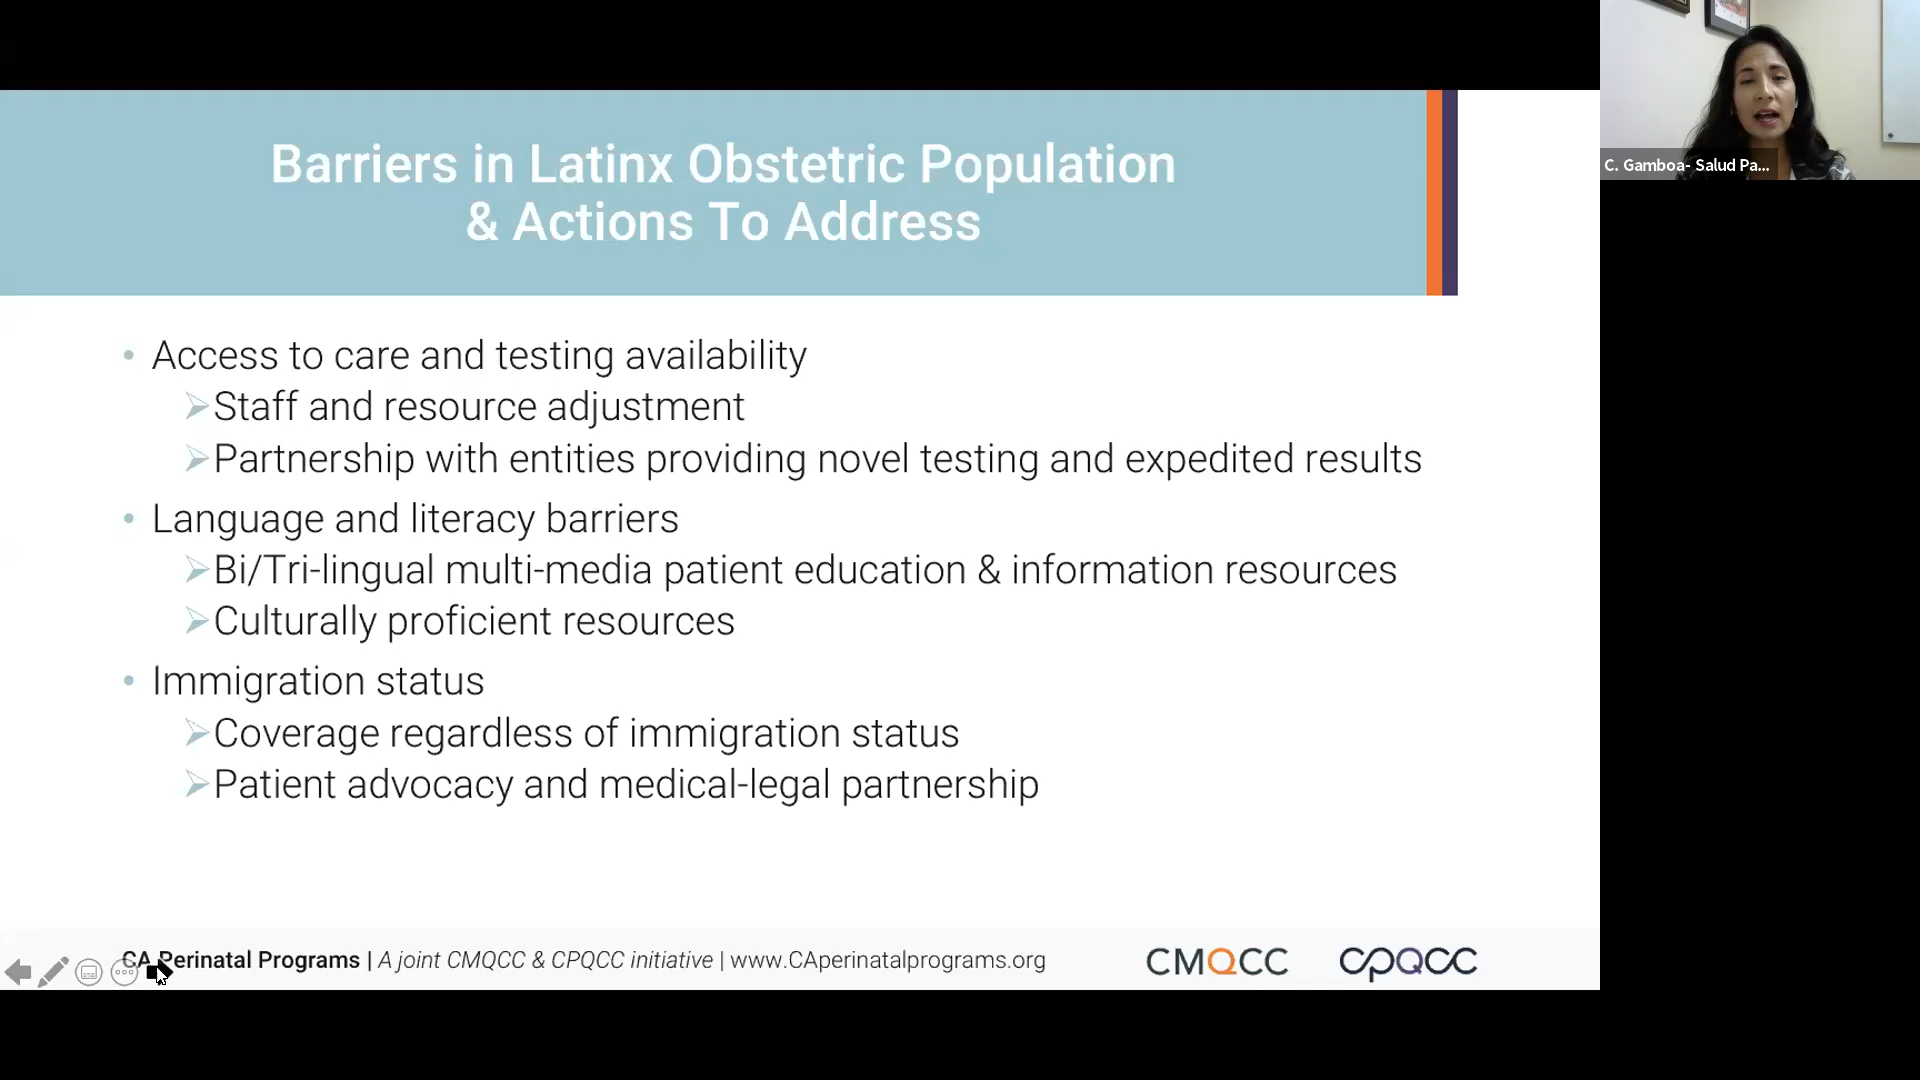 Barriers in Latinx Obstetric Population
& Actions To Address
C. Gamboa- Salud Pa...
• Access to care and testing availability
➢Staff and resource adjustment
➢Partnership with entities providing novel testing and expedited results
• Language and literacy barriers
➢Bi/Tri-lingual multi-media patient education & information resources
➢Culturally proficient resources
• Immigration status
➢Coverage regardless of immigration status
➢Patient advocacy and medical-legal partnership
CA Perinatal Programs | A joint CMQCC & CPQCC initiative | www.CAperinatalprograms.org
CMQCC
CPQCC